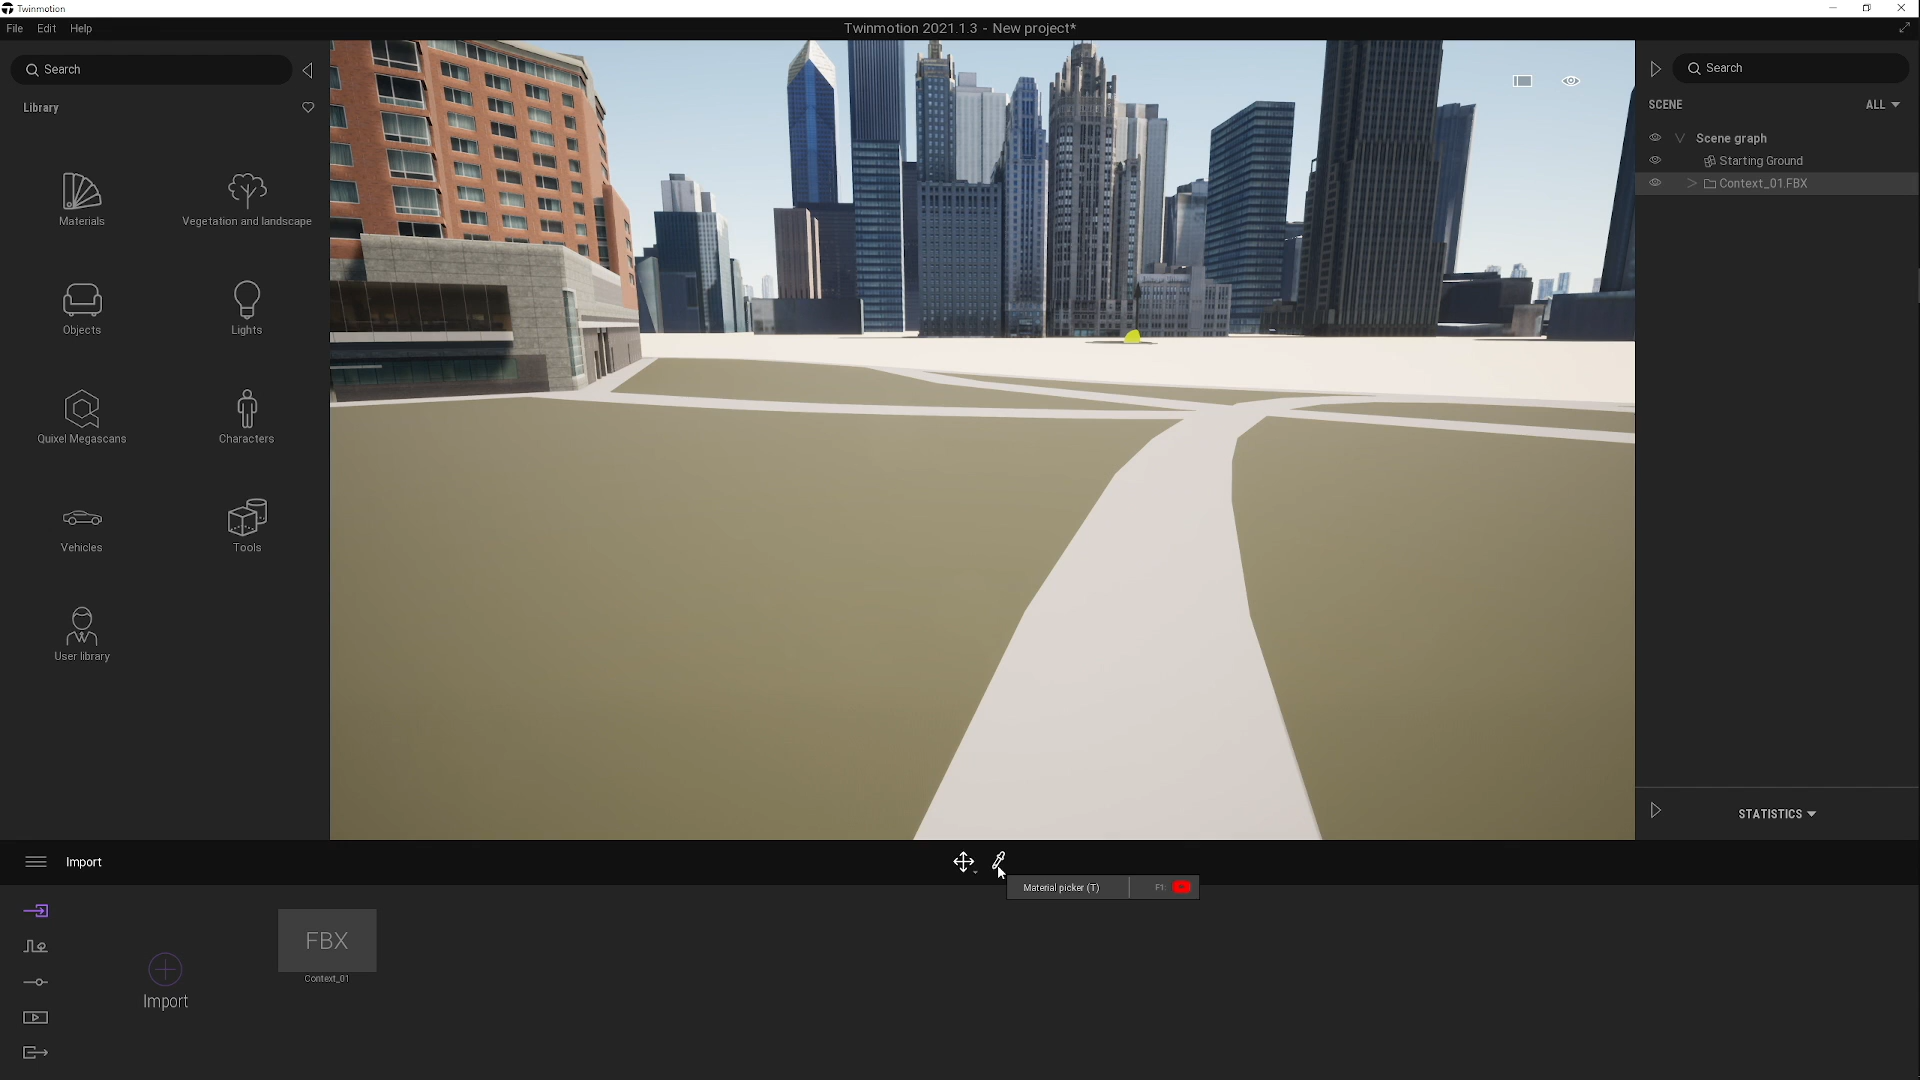 Twinmotion
File Edit Help
Twinmotion 2021.1.3 - New project*
Search
Library
Materials
Vegetation and landscape
Objects
Lights
Quixel Megascans
Characters
Vehicles
Tools
User library
Search
SCENE
ALL
Scene graph
Starting Ground
Context_01.FBX
STATISTICS
Import
Material picker (T)
F1:
Import
FBX
Context_01